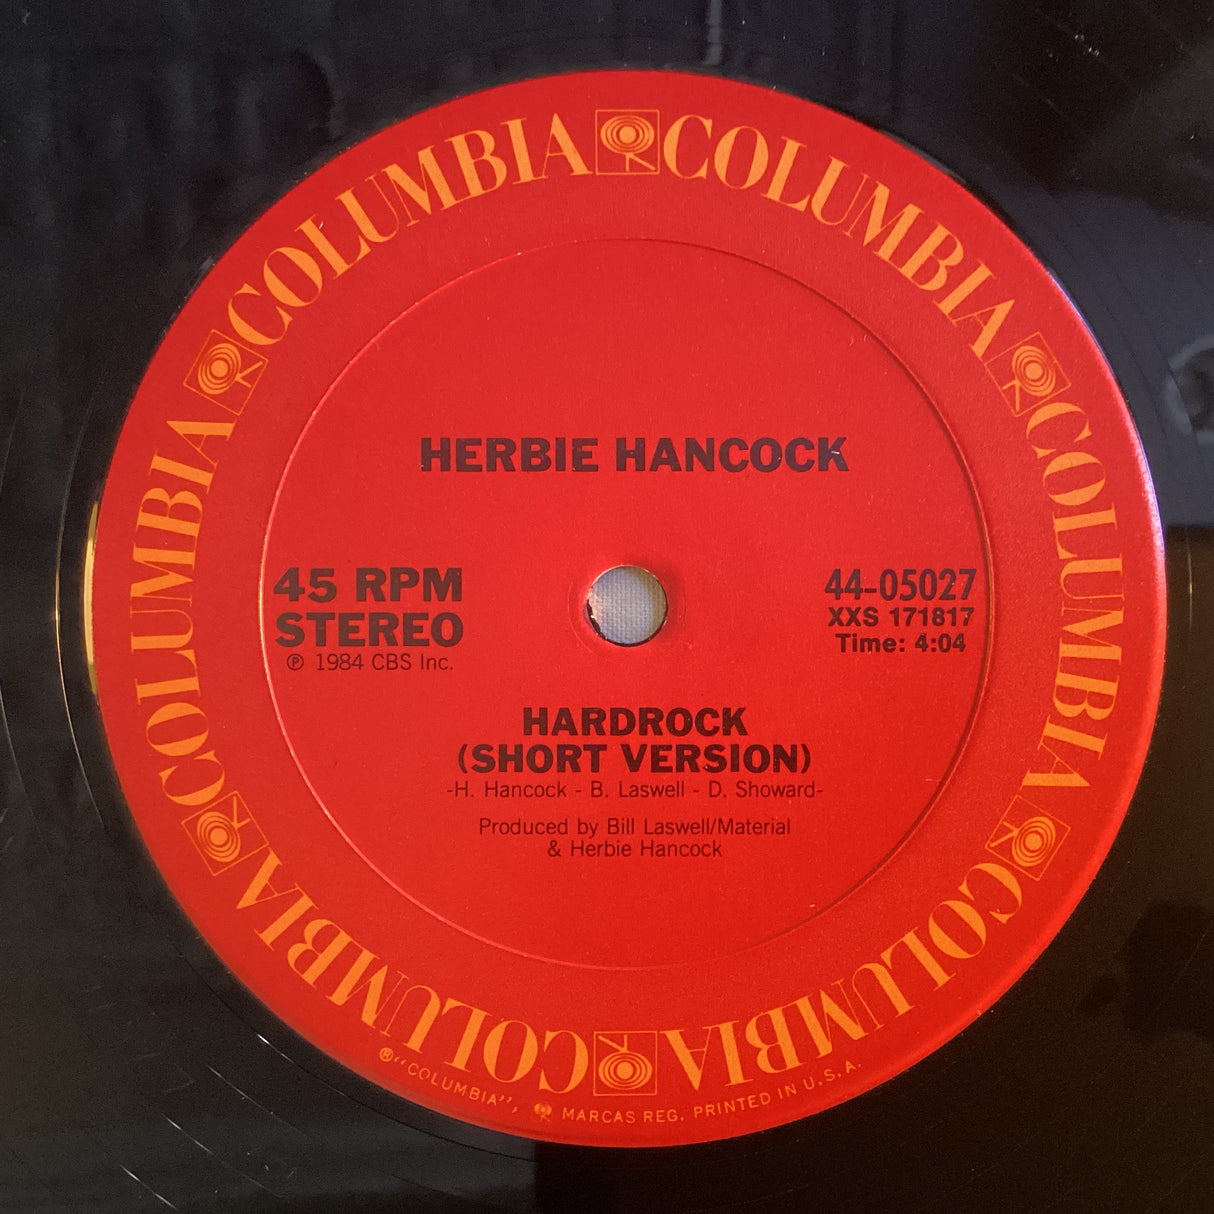 COLUMBIA COLUMBIA COLUMBIA COLUMBIA COLUMBIA COLUMBIA
HERBIE HANCOCK
45 RPM
STEREO
℗ 1984 CBS Inc.
44-05027
XXS 171817
Time: 4:04
HARDROCK
(SHORT VERSION)
-H. Hancock - B. Laswell - D. Showard-
Produced by Bill Laswell/Material
& Herbie Hancock
®“COLUMBIA”, MARCAS REG. PRINTED IN U.S.A.